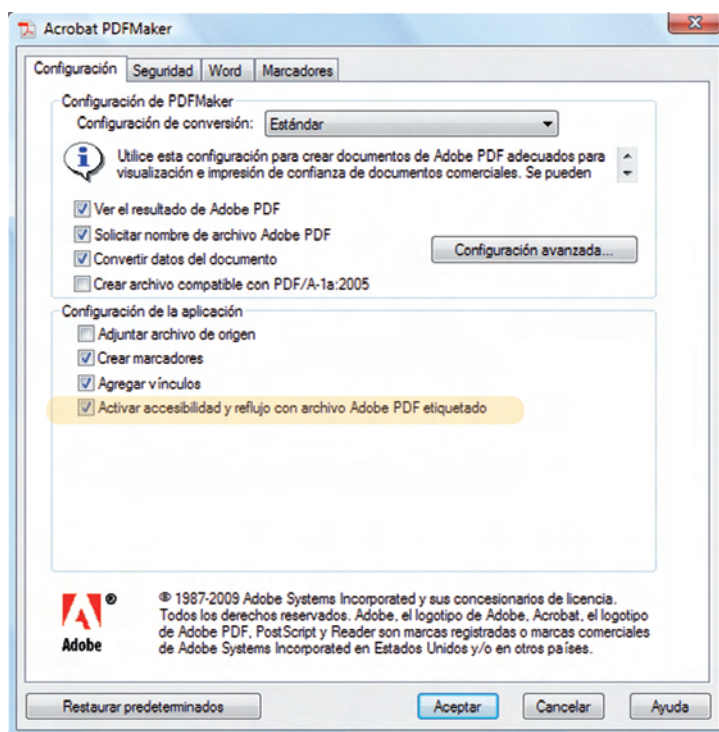 Acrobat PDFMaker
Configuración Seguridad Word Marcadores
Configuración de PDFMaker
Configuración de conversión: Estándar
Utilice esta configuración para crear documentos de Adobe PDF adecuados para
visualización e impresión de confianza de documentos comerciales. Se pueden
Ver el resultado de Adobe PDF
Solicitar nombre de archivo Adobe PDF
Convertir datos del documento
Configuración avanzada...
Crear archivo compatible con PDF/A-1a:2005
Configuración de la aplicación
Adjuntar archivo de origen
Crear marcadores
Agregar vínculos
Activar accesibilidad y reflujo con archivo Adobe PDF etiquetado
® © 1987-2009 Adobe Systems Incorporated y sus concesionarios de licencia.
Todos los derechos reservados. Adobe, el logotipo de Adobe, Acrobat, el logotipo
de Adobe PDF, PostScript y Reader son marcas registradas o marcas comerciales
Adobe de Adobe Systems Incorporated en Estados Unidos y/o en otros países.
Restaurar predeterminados Aceptar Cancelar Ayuda